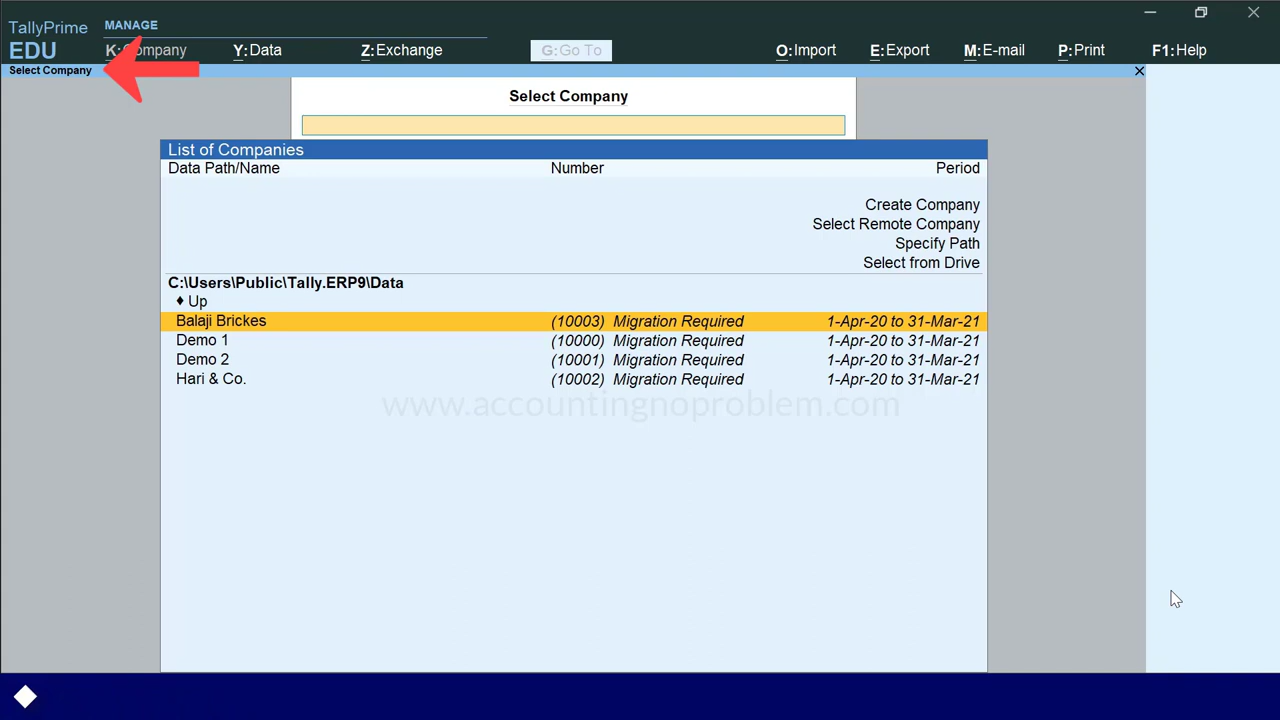 TallyPrime
EDU
MANAGE
K: Company Y: Data Z: Exchange G: Go To O: Import E: Export M: E-mail P: Print F1: Help
Select Company
Select Company
List of Companies
Data Path/Name Number Period
Create Company
Select Remote Company
Specify Path
Select from Drive
C:\Users\Public\Tally.ERP9\Data
♦ Up
Balaji Brickes (10003) Migration Required 1-Apr-20 to 31-Mar-21
Demo 1 (10000) Migration Required 1-Apr-20 to 31-Mar-21
Demo 2 (10001) Migration Required 1-Apr-20 to 31-Mar-21
Hari & Co. (10002) Migration Required 1-Apr-20 to 31-Mar-21
www.accountingnoproblem.com